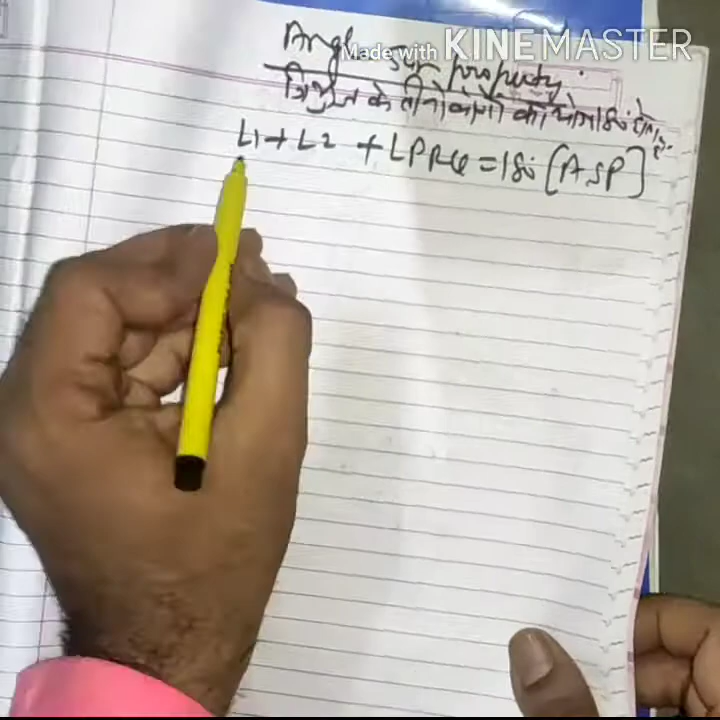 Angle sum property.
Made with KINEMASTER
त्रिभुज के तीनों कोणों का योग 180° होता है.
∠1 + ∠2 + ∠PRQ = 180° [ASP]